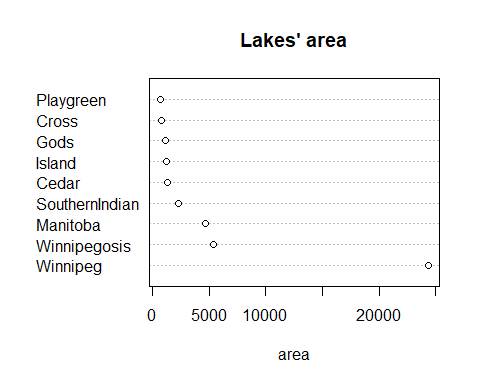 Lakes' area
Playgreen
Cross
Gods
Island
Cedar
SouthernIndian
Manitoba
Winnipegosis
Winnipeg
0 5000 10000 20000
area